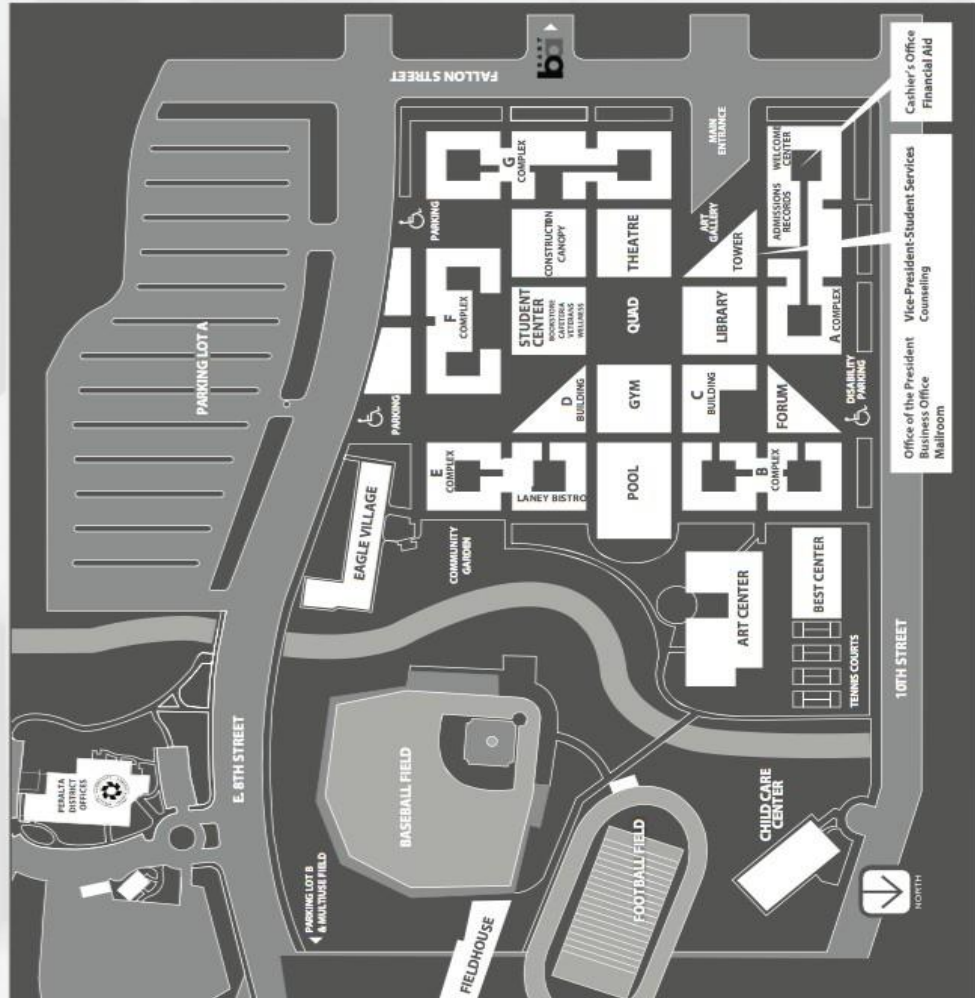 FALLON STREET
bart
ba
PARKING LOT A
G
COMPLEX
PARKING
CONSTRUCTION
CANOPY
THEATRE
ART
GALLERY
MAIN
ENTRANCE
TOWER
ADMISSIONS
RECORDS
WELCOME
CENTER
F
COMPLEX
STUDENT
CENTER
BOOKSTORE
CAFETERIA
VETERANS
WELLNESS
QUAD
LIBRARY
A COMPLEX
PARKING
D
BUILDING
GYM
C
BUILDING
FORUM
DISABILITY
PARKING
E
COMPLEX
LANEY BISTRO
POOL
B
COMPLEX
EAGLE VILLAGE
COMMUNITY
GARDEN
ART CENTER
BEST CENTER
TENNIS COURTS
10TH STREET
E. 8TH STREET
PERALTA
DISTRICT
OFFICES
BASEBALL FIELD
PARKING LOT B
& MULTIUSE FIELD
FIELDHOUSE
FOOTBALL FIELD
CHILD CARE
CENTER
NORTH
Office of the President
Business Office
Mailroom
Vice-President-Student Services
Counseling
Cashier's Office
Financial Aid